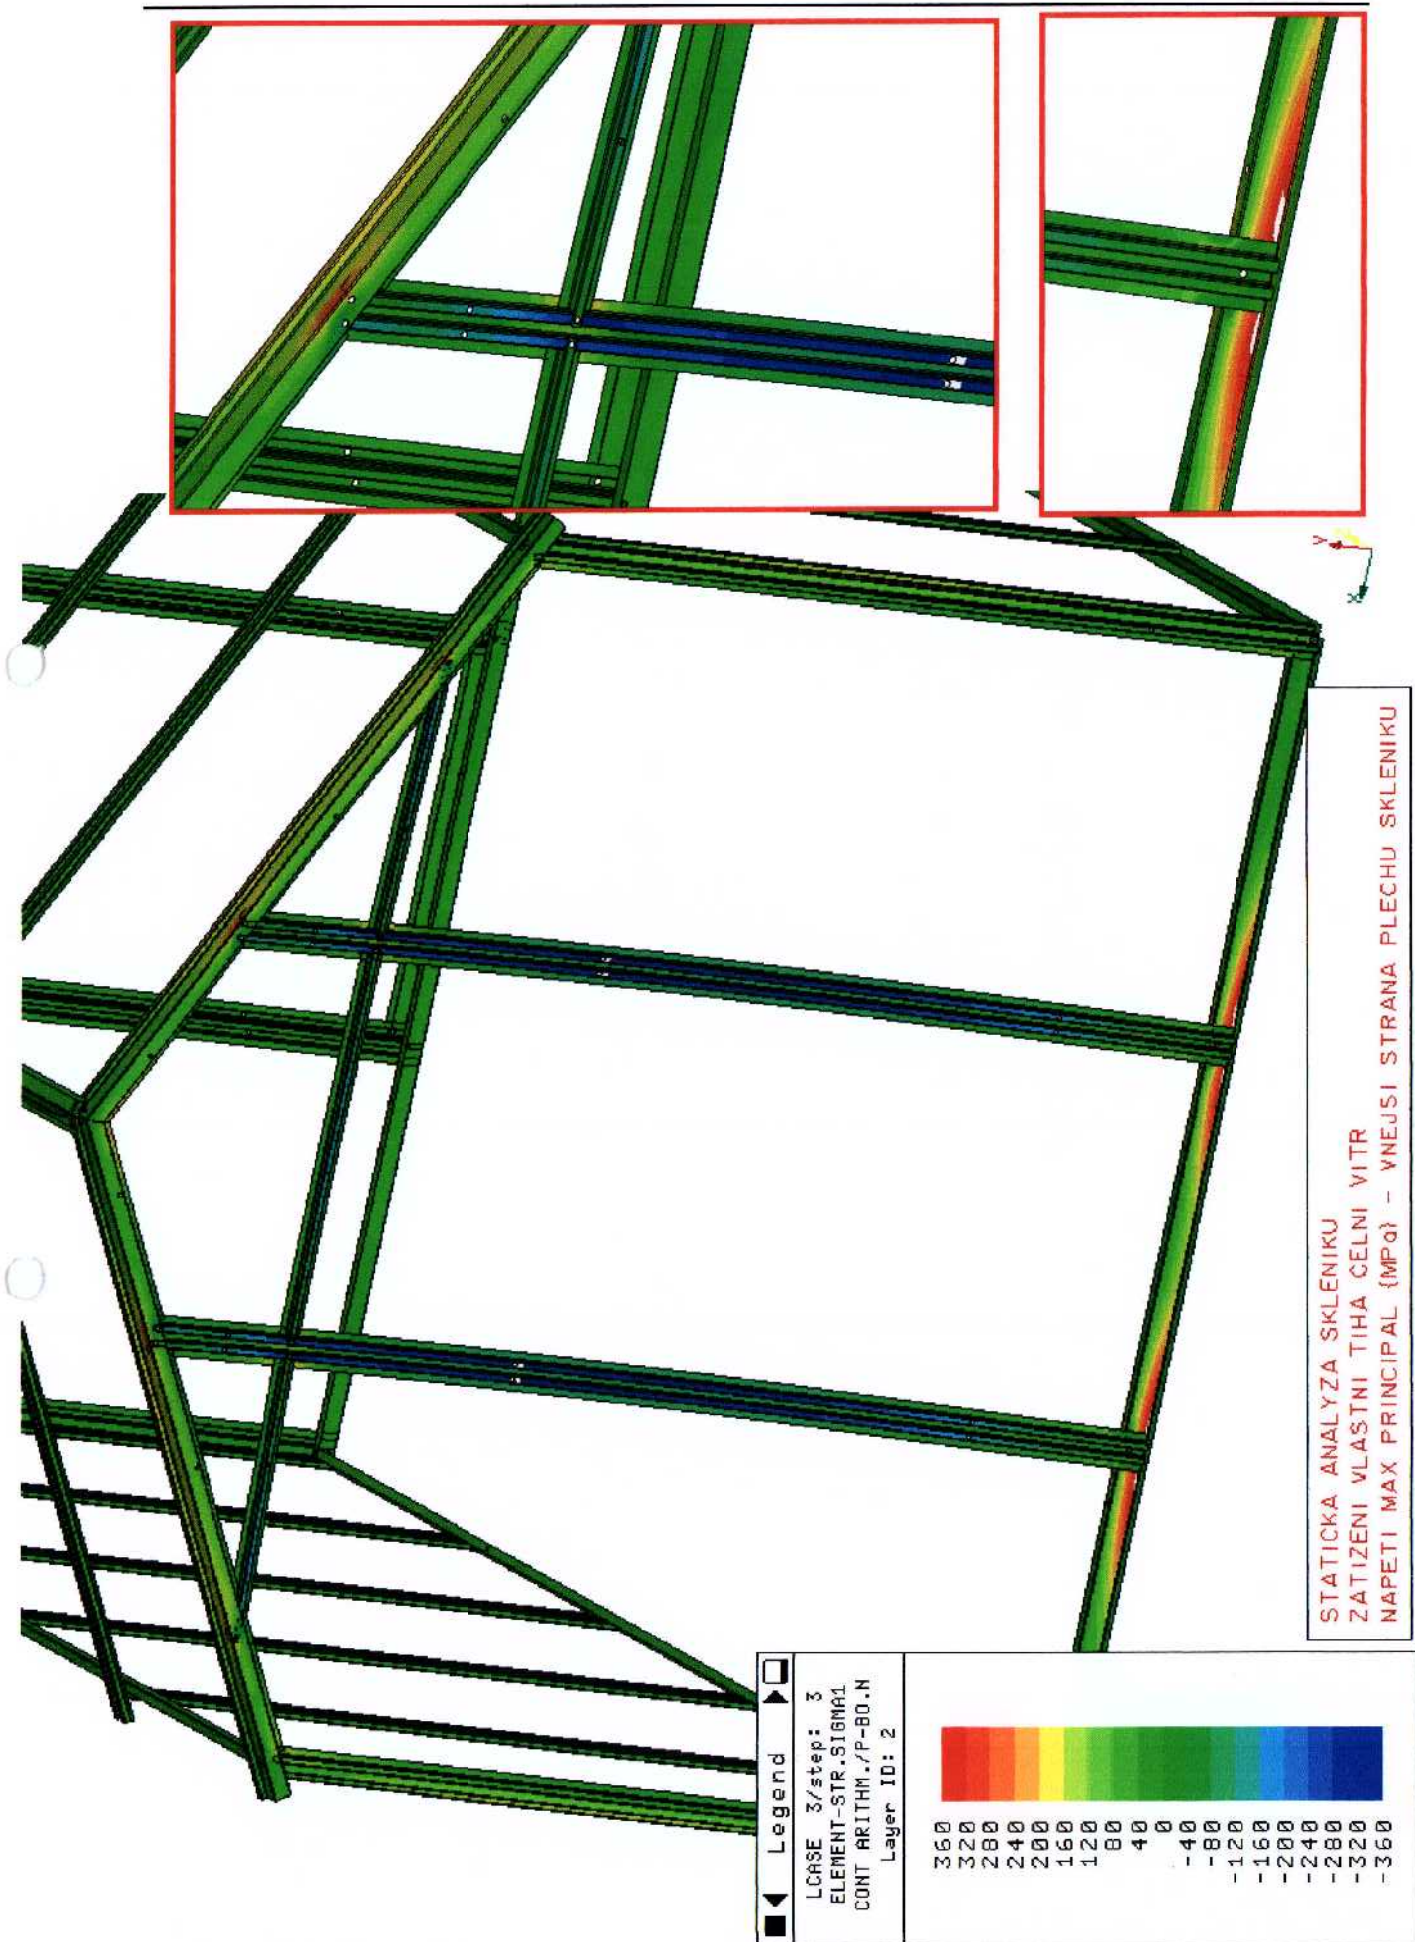 STATICKA ANALYZA SKLENIKU
ZATIZENI VLASTNI TIHA CELNI VITR
NAPETI MAX PRINCIPAL {MPa} - VNEJSI STRANA PLECHU SKLENIKU
Legend
LCASE 3/step: 3
ELEMENT-STR.SIGMA1
CONT ARITHM./P-BO.N
Layer ID: 2
360
320
280
240
200
160
120
80
40
0
-40
-80
-120
-160
-200
-240
-280
-320
-360
Y
X